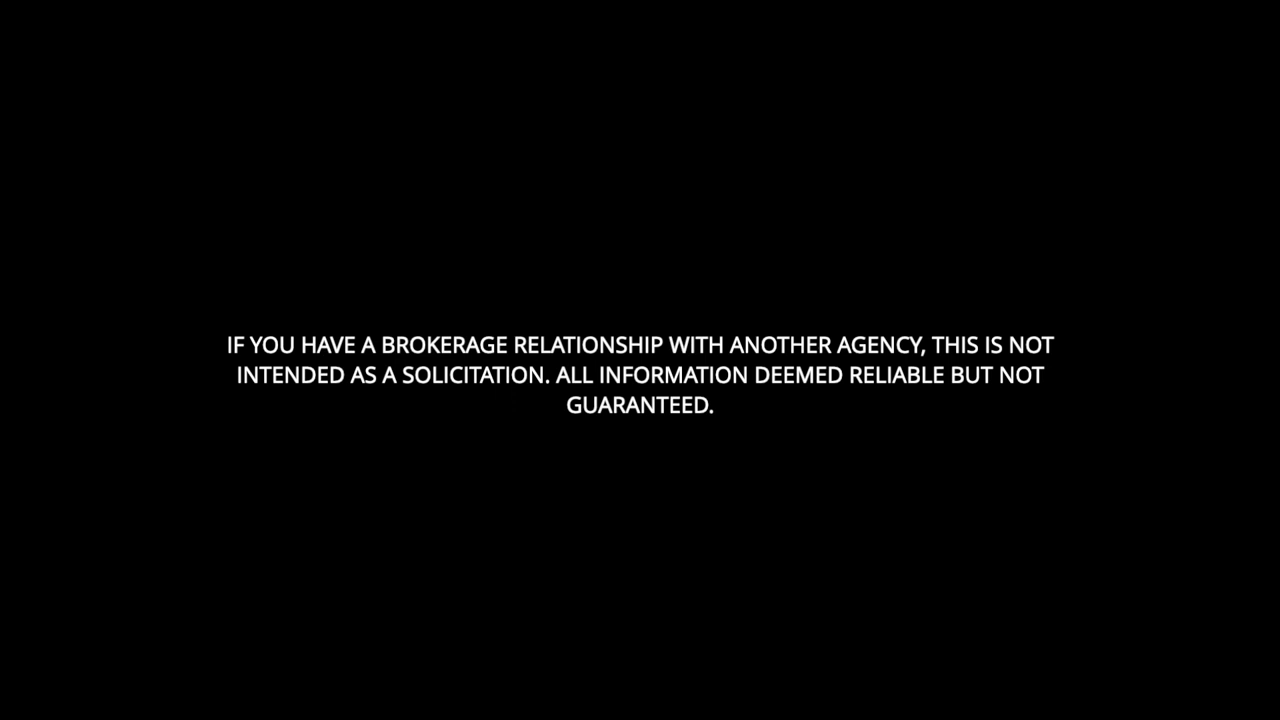 IF YOU HAVE A BROKERAGE RELATIONSHIP WITH ANOTHER AGENCY, THIS IS NOT
INTENDED AS A SOLICITATION. ALL INFORMATION DEEMED RELIABLE BUT NOT
GUARANTEED.